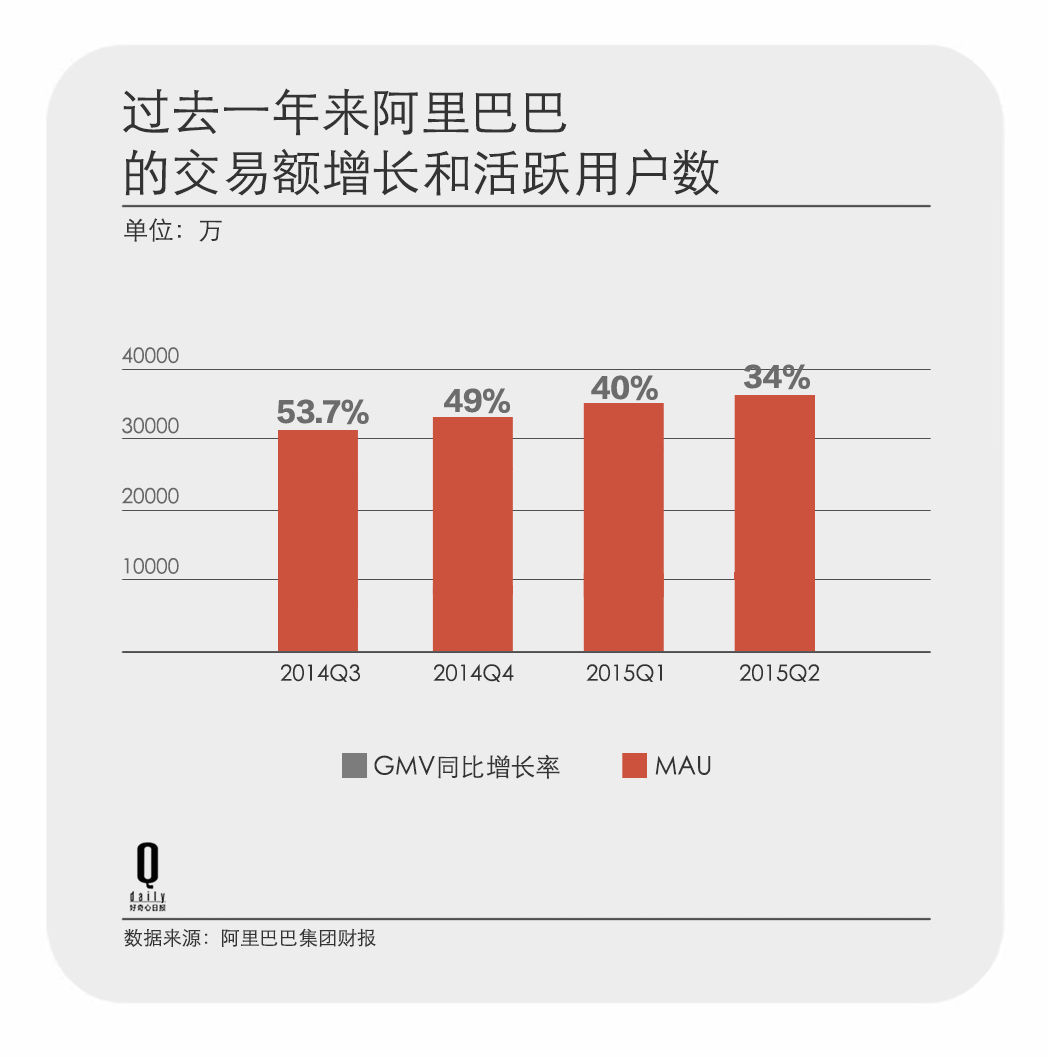 过去一年来阿里巴巴
的交易额增长和活跃用户数
单位：万
40000
30000
20000
10000
53.7%
49%
40%
34%
2014Q3
2014Q4
2015Q1
2015Q2
GMV同比增长率
MAU
Q
daily
好奇心日报
数据来源：阿里巴巴集团财报